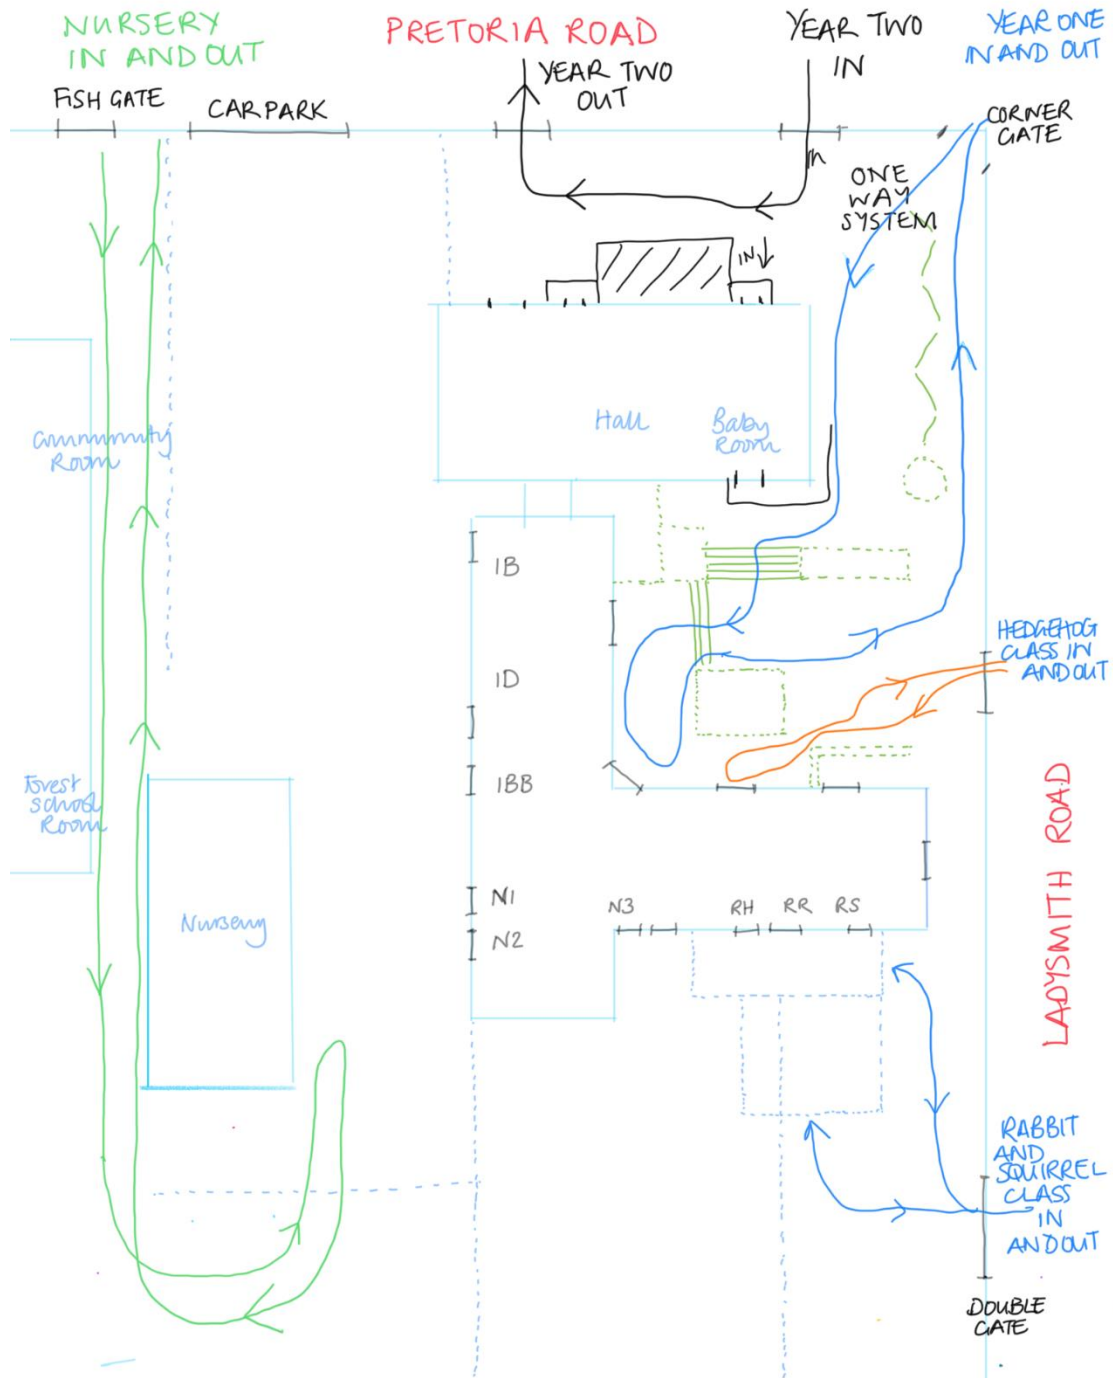 NURSERY
IN AND OUT
PRETORIA ROAD
YEAR TWO
IN
YEAR ONE
IN AND OUT
FISH GATE
CAR PARK
YEAR TWO
OUT
CORNER
GATE
In
ONE
WAY
SYSTEM
IN
Community
Room
Hall
Baby
Room
1B
1D
1BB
HEDGEHOG
CLASS IN
AND OUT
Forest
School
Room
Nursery
N1
N2
N3
RH
RR
RS
LADYSMITH ROAD
RABBIT
AND
SQUIRREL
CLASS
IN
AND OUT
DOUBLE
GATE